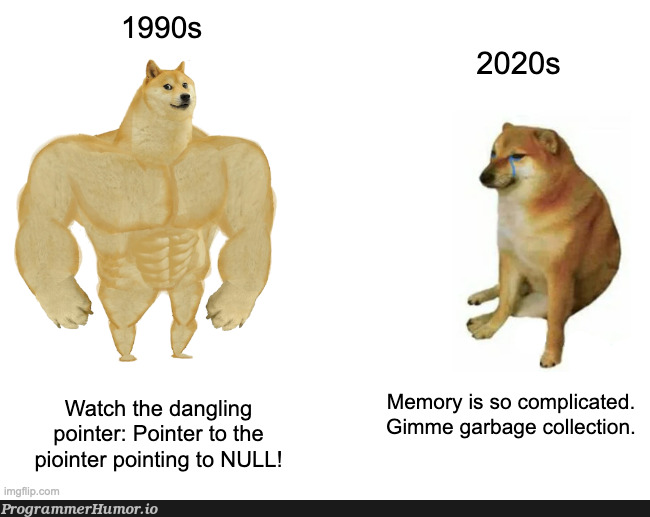 1990s
2020s
Watch the dangling
pointer: Pointer to the
piointer pointing to NULL!
Memory is so complicated.
Gimme garbage collection.
imgflip.com
ProgrammerHumor.io